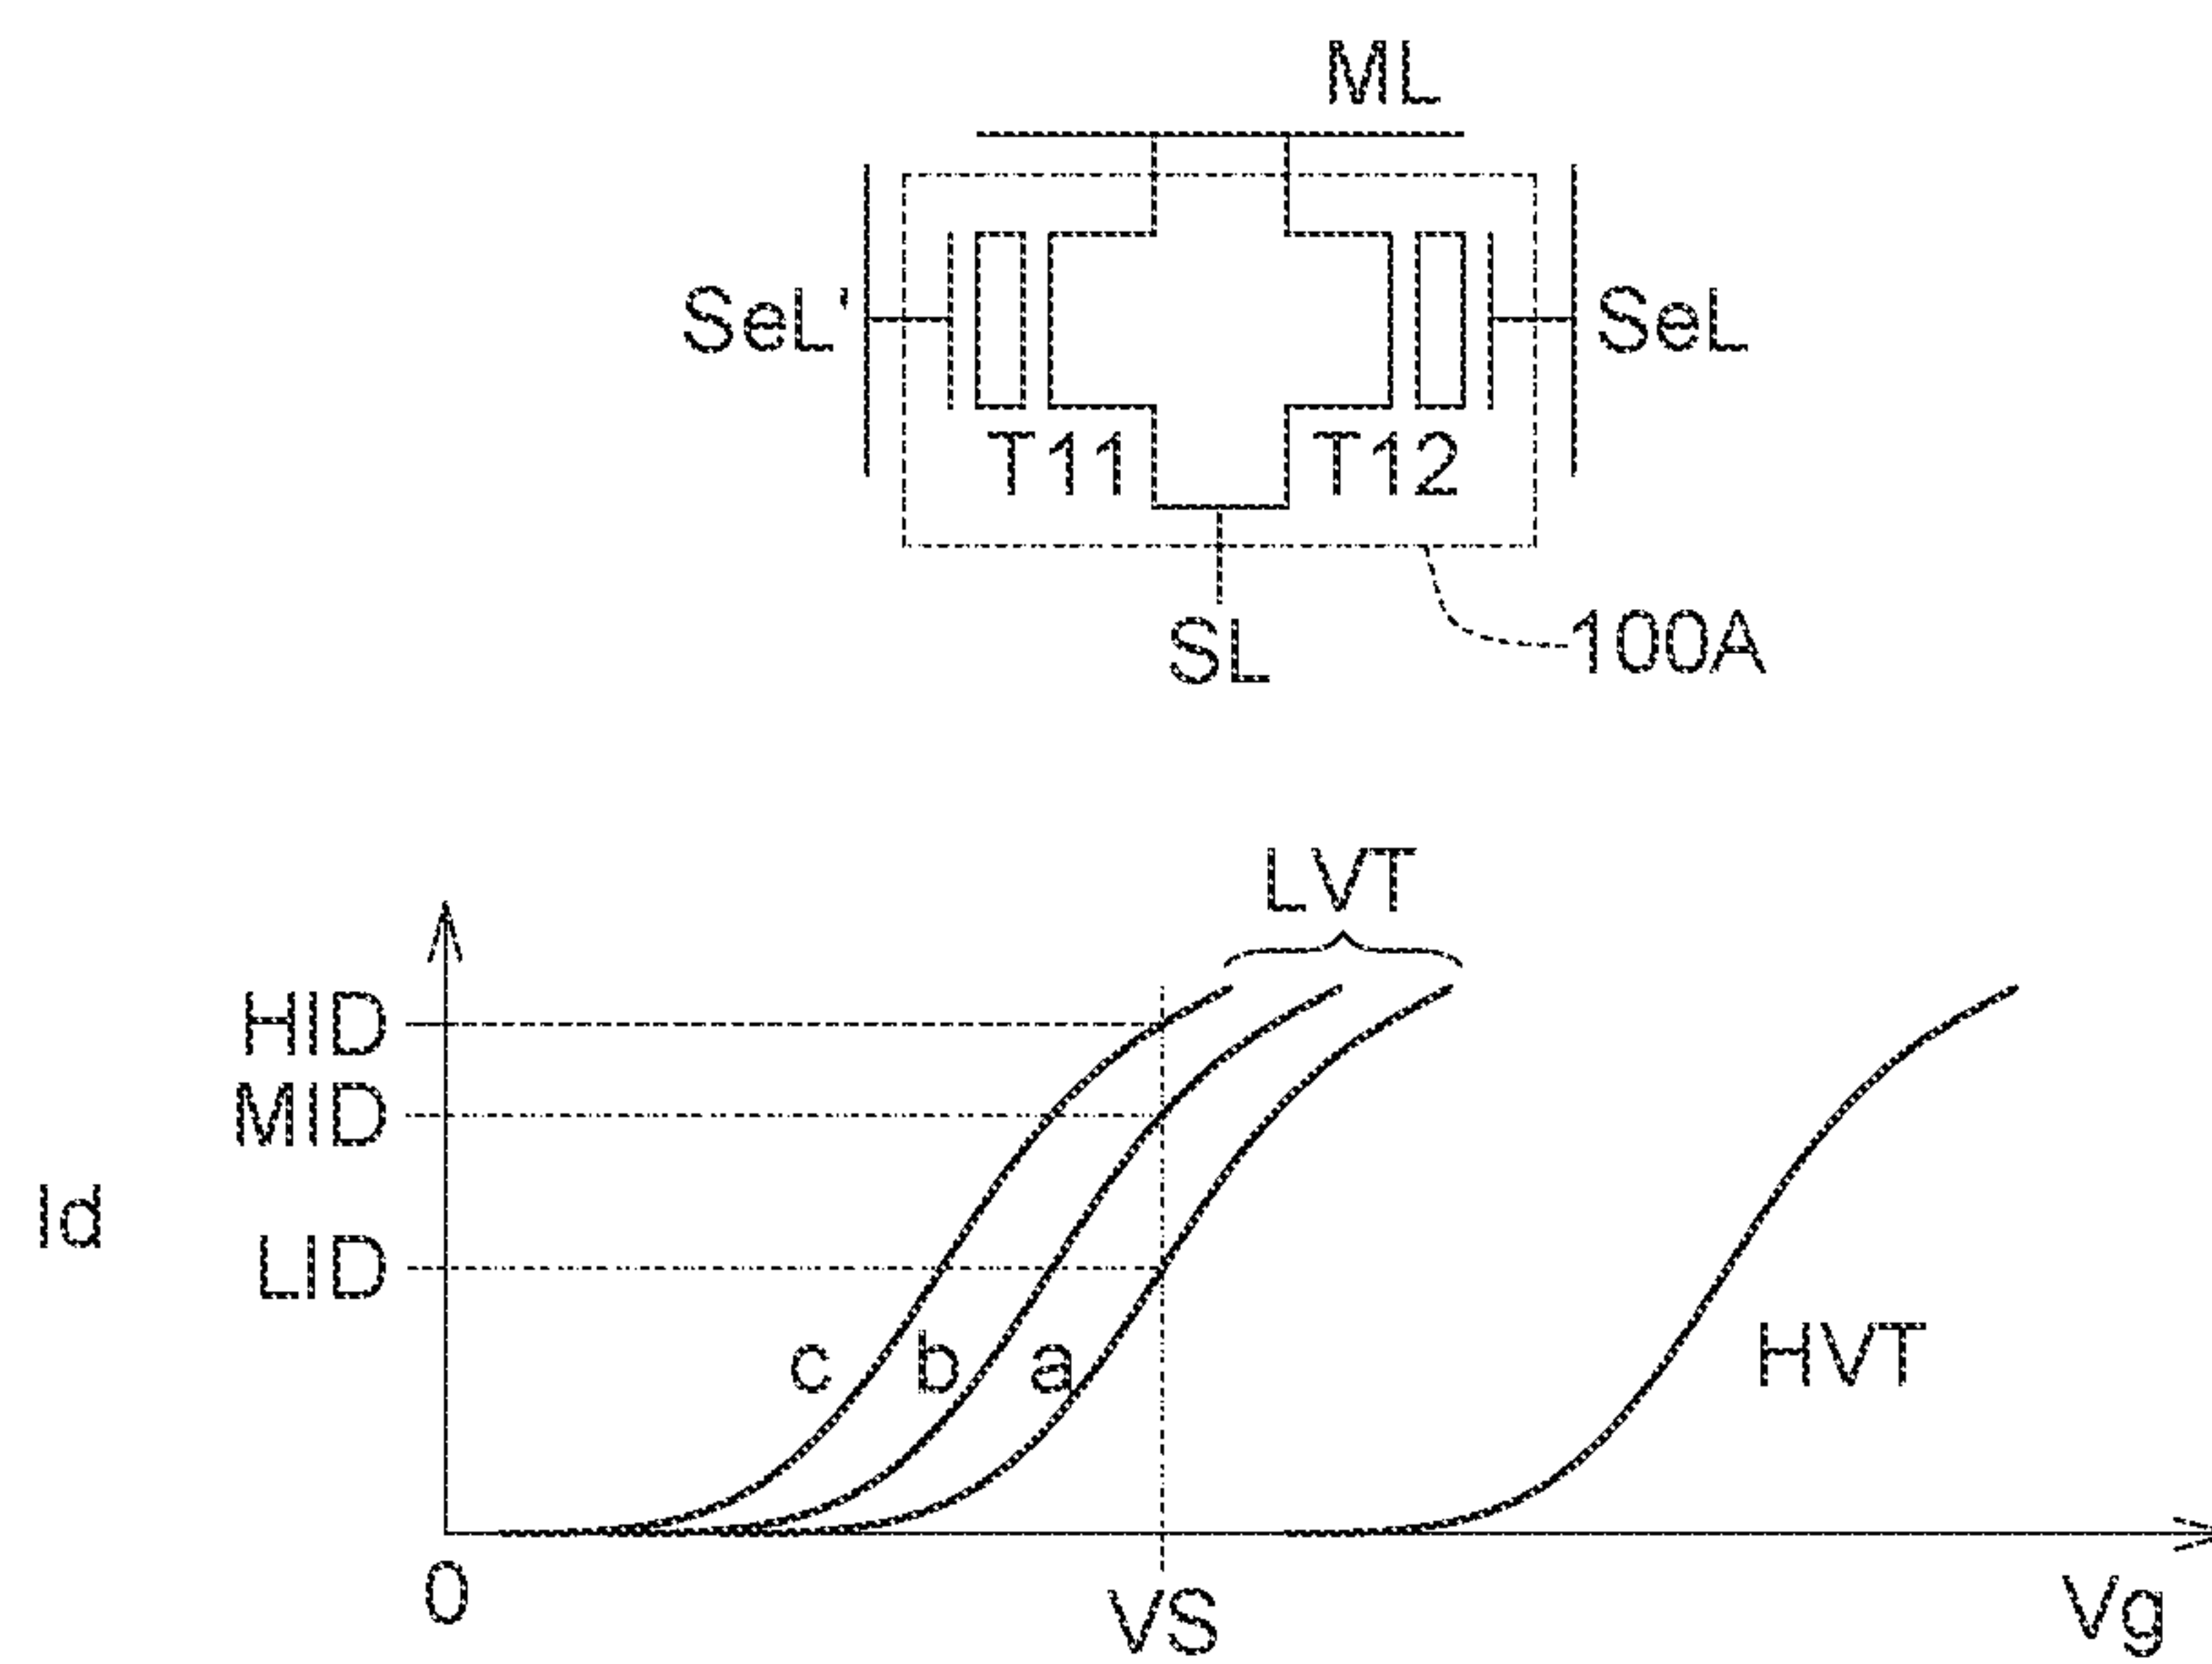 ML
SeL' SeL
T11 T12
SL
100A
LVT
HID
MID
Id
LID
c b a
HVT
0
VS
Vg